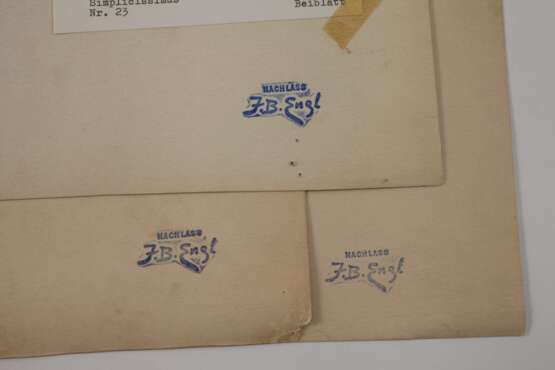 Simplicissimus
Nr. 23
Beiblatt
NACHLASS
J.B. Engl
NACHLASS
J.B. Engl
NACHLASS
J.B. Engl